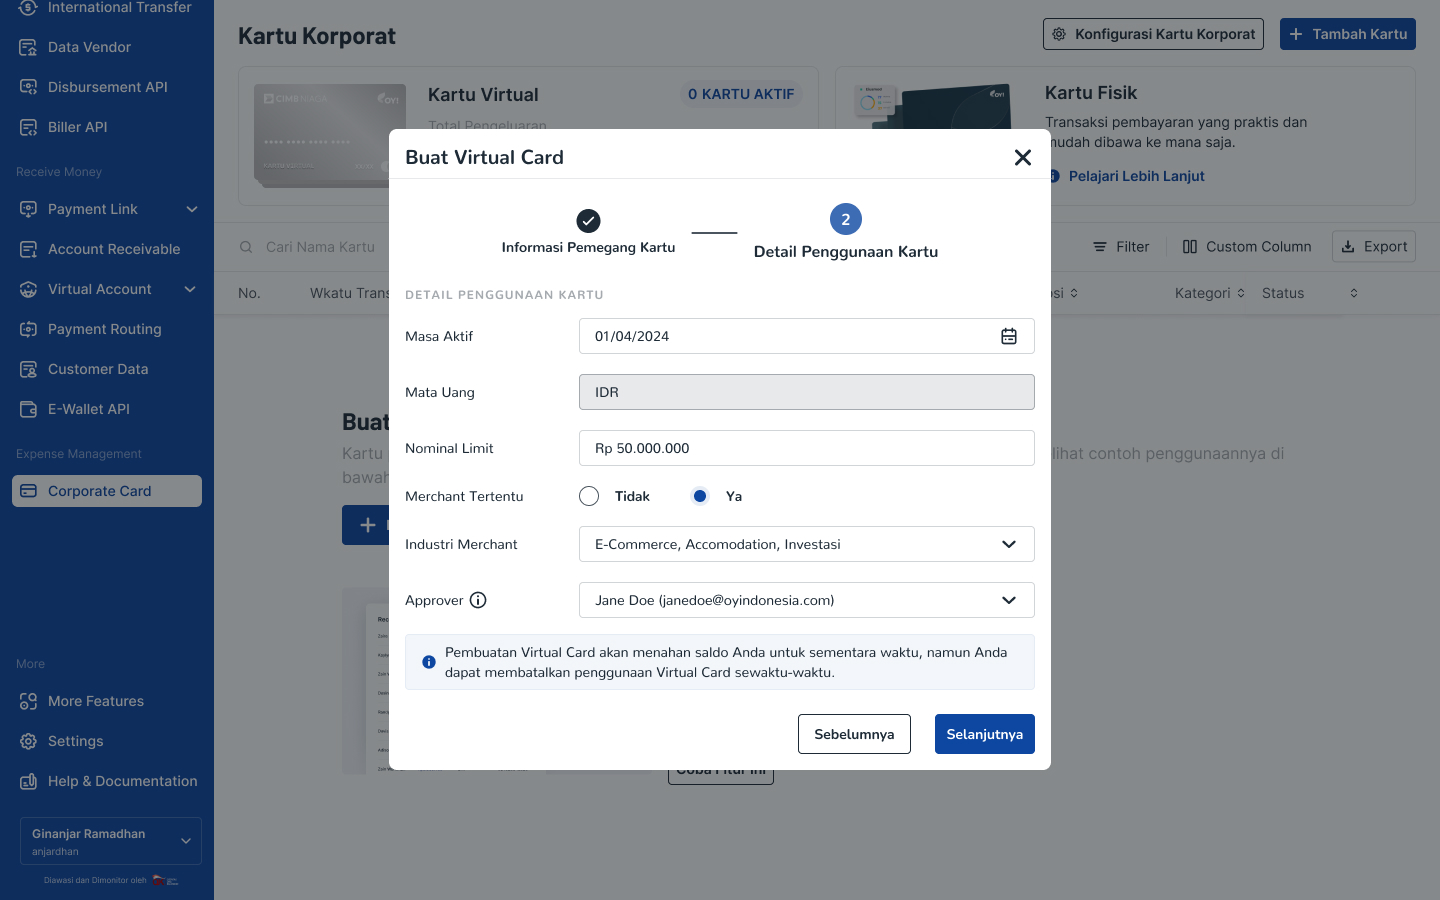 International Transfer
Data Vendor
Disbursement API
Biller API
Receive Money
Payment Link
Account Receivable
Virtual Account
Payment Routing
Customer Data
E-Wallet API
Expense Management
Corporate Card
More
More Features
Settings
Help & Documentation
Ginanjar Ramadhan
anjardhan
Diawasi dan Dimonitor oleh
Kartu Korporat
Konfigurasi Kartu Korporat
Tambah Kartu
CIMB NIAGA
OY!
KARTU VIRTUAL
Kartu Virtual
0 KARTU AKTIF
Total Pengeluaran
OY!
Kartu Fisik
Transaksi pembayaran yang praktis dan
mudah dibawa ke mana saja.
Pelajari Lebih Lanjut
Cari Nama Kartu
Filter
Custom Column
Export
No.
Wkatu Trans
si
Kategori
Status
Buat
Kartu
lihat contoh penggunaannya di
bawah
Coba Fitur Ini
Buat Virtual Card
Informasi Pemegang Kartu
2
Detail Penggunaan Kartu
DETAIL PENGGUNAAN KARTU
Masa Aktif
01/04/2024
Mata Uang
IDR
Nominal Limit
Rp 50.000.000
Merchant Tertentu
Tidak
Ya
Industri Merchant
E-Commerce, Accomodation, Investasi
Approver
Jane Doe (janedoe@oyindonesia.com)
Pembuatan Virtual Card akan menahan saldo Anda untuk sementara waktu, namun Anda
dapat membatalkan penggunaan Virtual Card sewaktu-waktu.
Sebelumnya
Selanjutnya